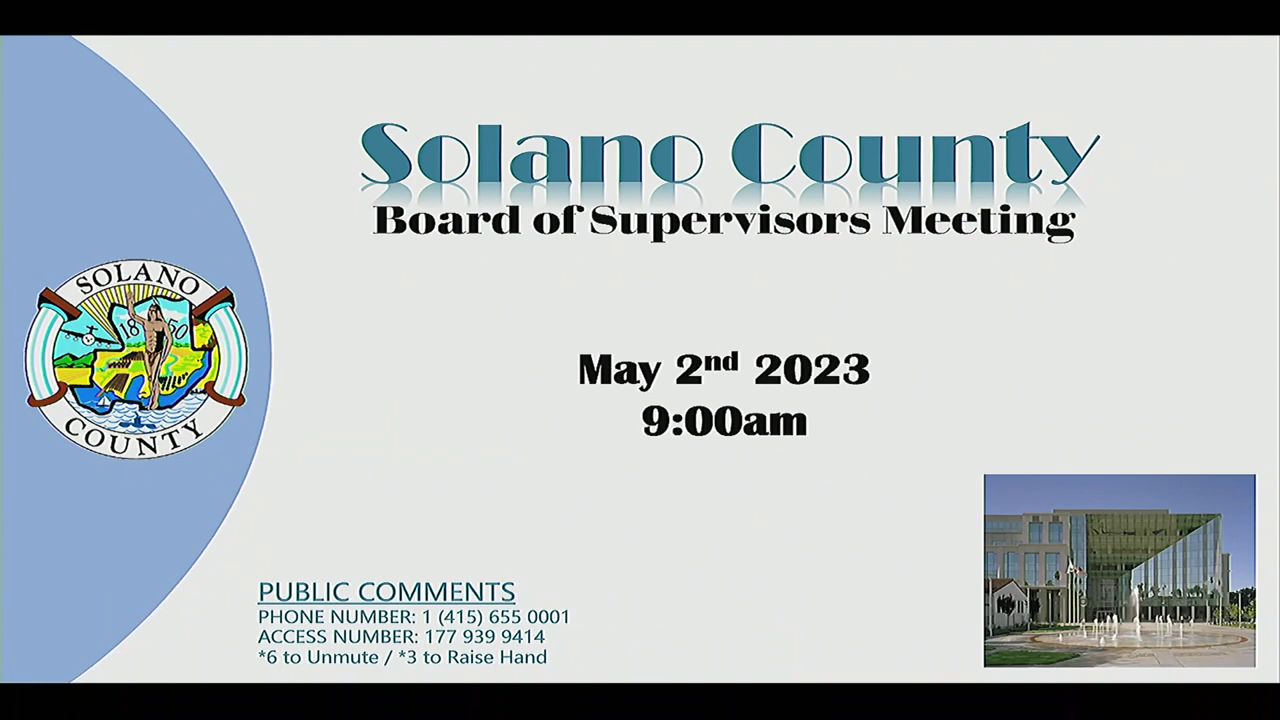 Solano County
Board of Supervisors Meeting
May 2nd 2023
9:00am
SOLANO
1850
COUNTY
PUBLIC COMMENTS
PHONE NUMBER: 1 (415) 655 0001
ACCESS NUMBER: 177 939 9414
*6 to Unmute / *3 to Raise Hand